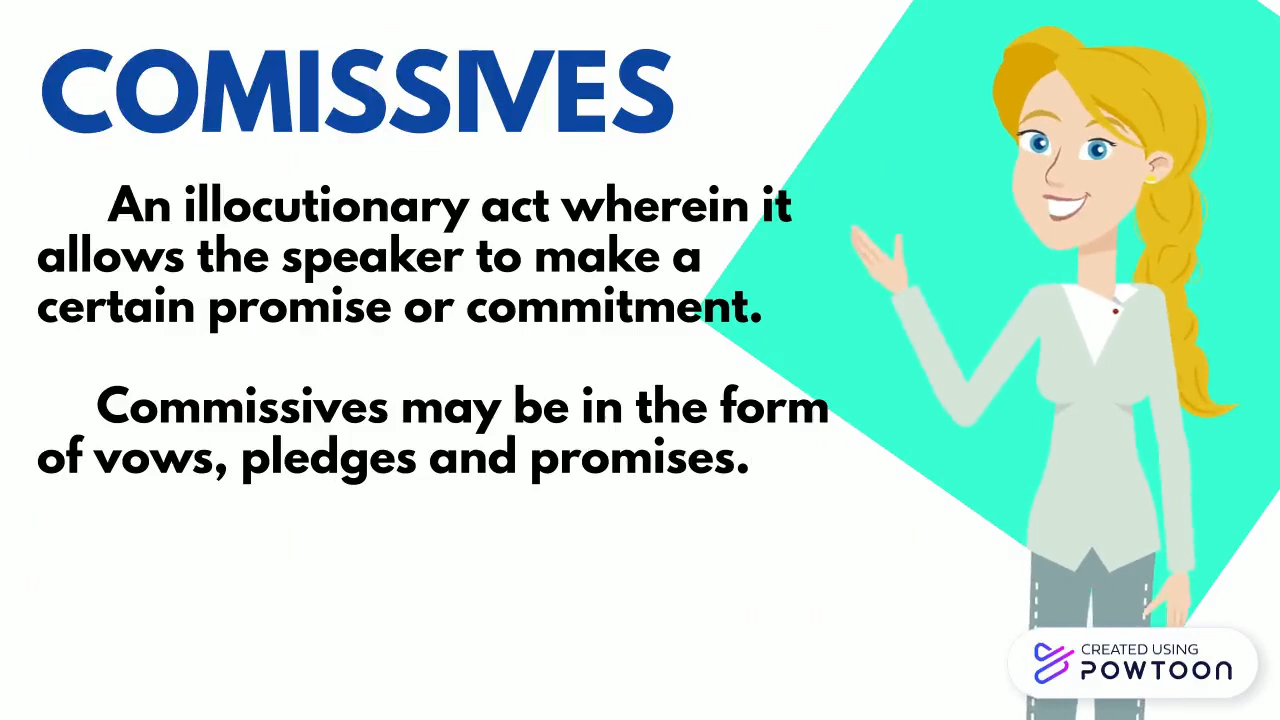 COMISSIVES
An illocutionary act wherein it
allows the speaker to make a
certain promise or commitment.
Commissives may be in the form
of vows, pledges and promises.
CREATED USING
POWTOON